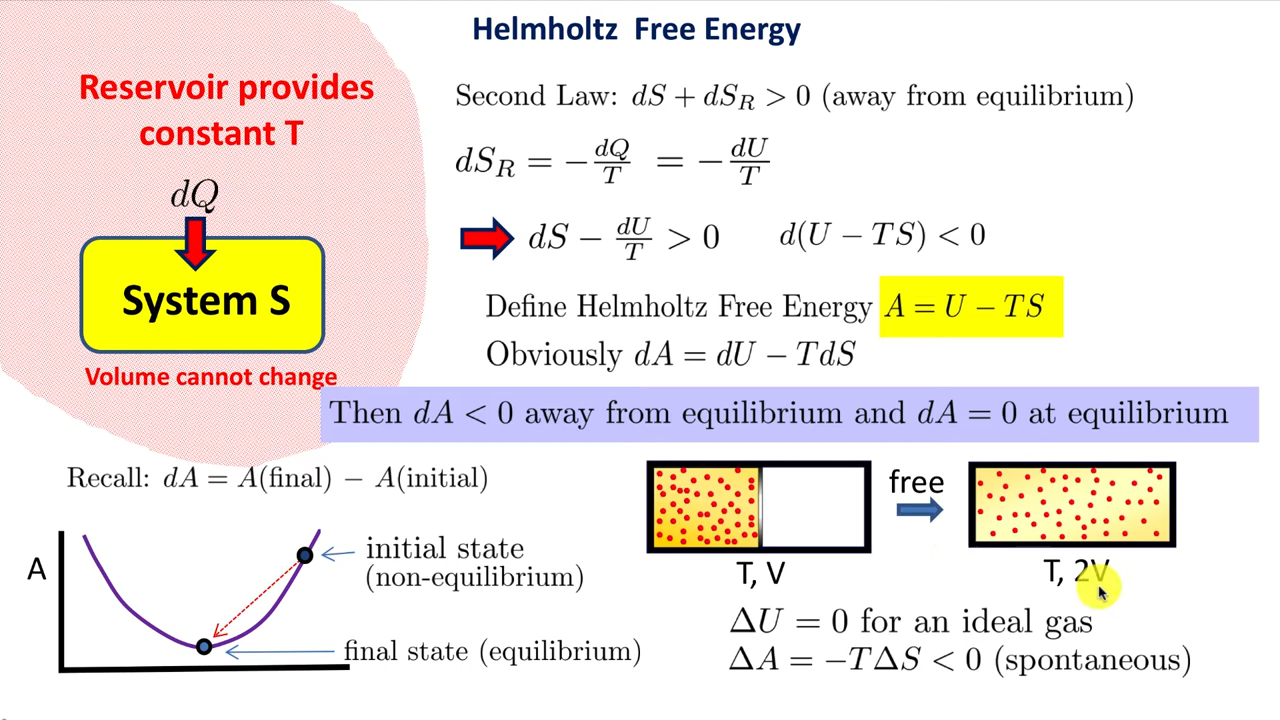 Helmholtz Free Energy
Reservoir provides
constant T
dQ
System S
Volume cannot change
Second Law: dS + dS_R > 0 (away from equilibrium)
dS_R = −dQ/T = −dU/T
dS − dU/T > 0 d(U − TS) < 0
Define Helmholtz Free Energy A = U − TS
Obviously dA = dU − TdS
Then dA < 0 away from equilibrium and dA = 0 at equilibrium
Recall: dA = A(final) − A(initial)
A
initial state
(non-equilibrium)
final state (equilibrium)
free
T, V
T, 2V
ΔU = 0 for an ideal gas
ΔA = −TΔS < 0 (spontaneous)